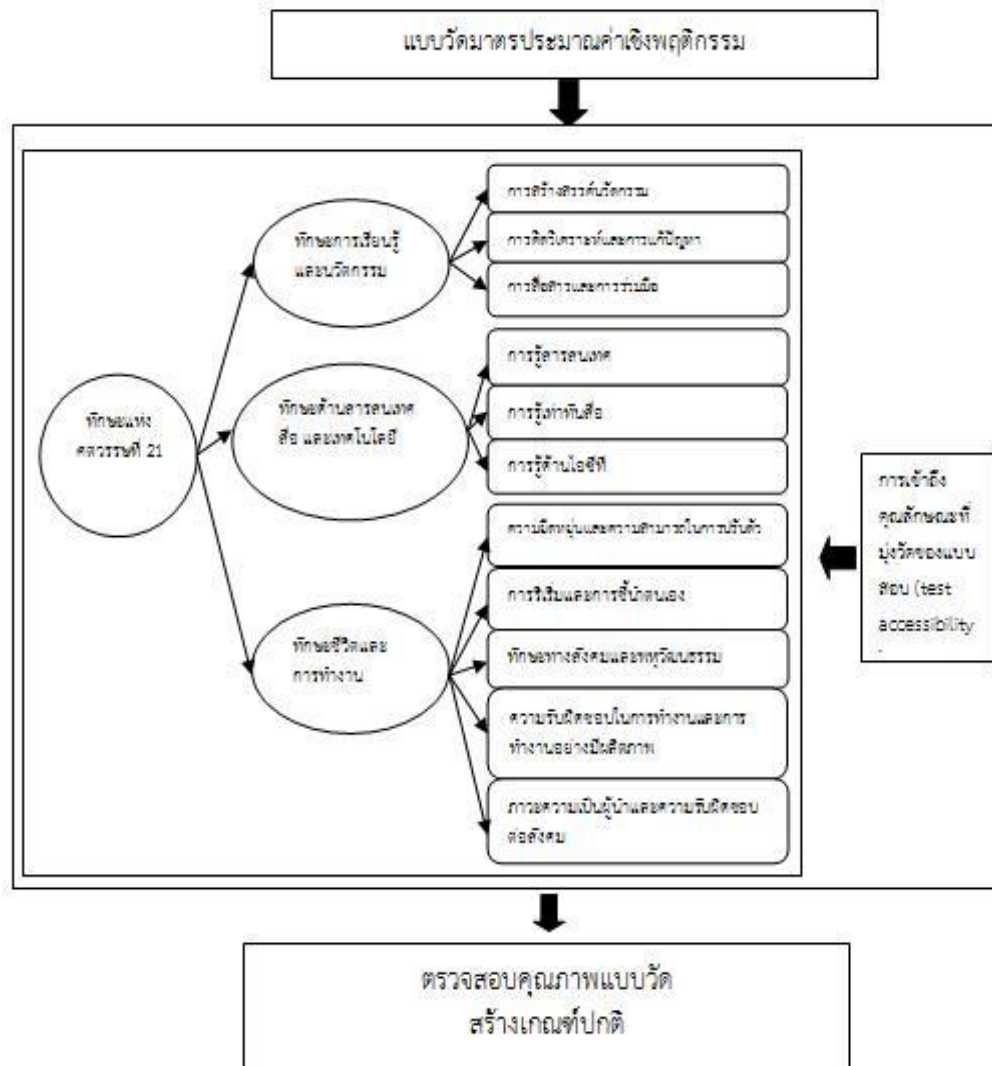 แบบวัดมาตรประมาณค่าเชิงพฤติกรรม
ทักษะแห่ง
ศตวรรษที่ 21
ทักษะการเรียนรู้
และนวัตกรรม
การสร้างสรรค์นวัตกรรม
การคิดวิเคราะห์และการแก้ปัญหา
การสื่อสารและการร่วมมือ
ทักษะด้านสารสนเทศ
สื่อ และเทคโนโลยี
การรู้สารสนเทศ
การรู้เท่าทันสื่อ
การรู้ด้านไอซีที
ทักษะชีวิตและ
การทำงาน
ความยืดหยุ่นและความสามารถในการปรับตัว
การริเริ่มและการชี้นำตนเอง
ทักษะทางสังคมและพหุวัฒนธรรม
ความรับผิดชอบในการทำงานและการ
ทำงานอย่างมีผลิตภาพ
ภาวะความเป็นผู้นำและความรับผิดชอบ
ต่อสังคม
การเข้าถึง
คุณลักษณะที่
มุ่งวัดของแบบ
สอบ (test
accessibility
ตรวจสอบคุณภาพแบบวัด
สร้างเกณฑ์ปกติ